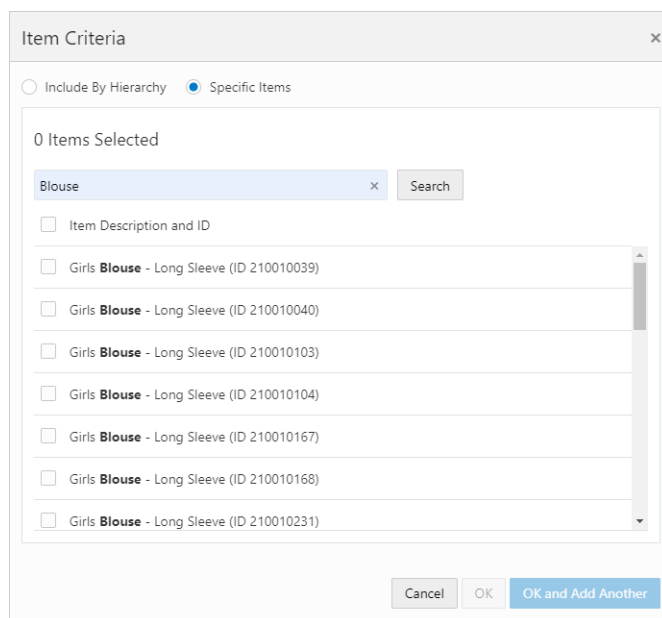 Item Criteria
Include By Hierarchy Specific Items
0 Items Selected
Blouse Search
Item Description and ID
Girls Blouse - Long Sleeve (ID 210010039)
Girls Blouse - Long Sleeve (ID 210010040)
Girls Blouse - Long Sleeve (ID 210010103)
Girls Blouse - Long Sleeve (ID 210010104)
Girls Blouse - Long Sleeve (ID 210010167)
Girls Blouse - Long Sleeve (ID 210010168)
Girls Blouse - Long Sleeve (ID 210010231)
Cancel OK OK and Add Another